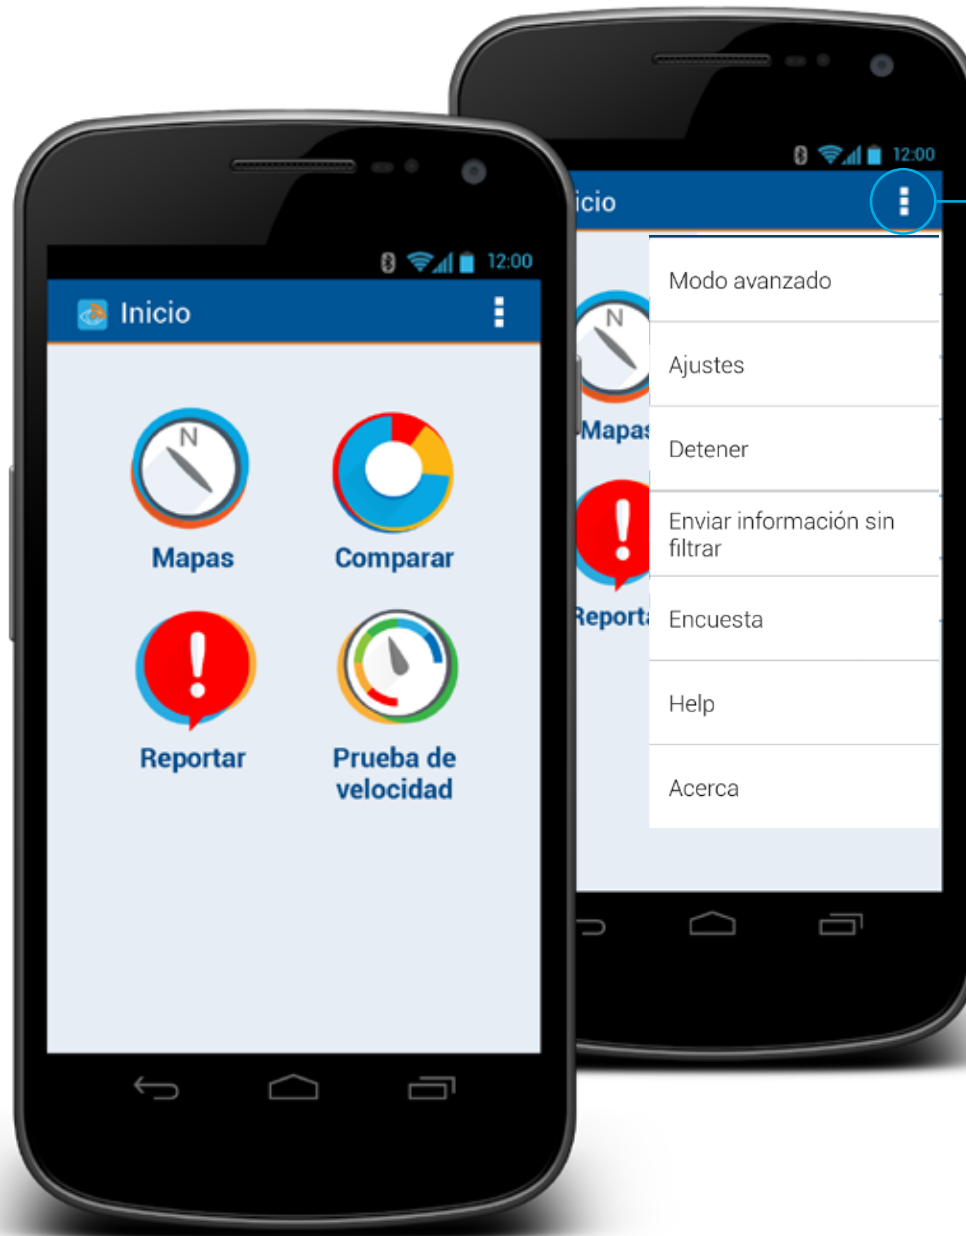 12:00
Inicio
N
Mapas
Comparar
Reportar
Prueba de
velocidad
12:00
icio
N
Mapas
Reporta
Modo avanzado
Ajustes
Detener
Enviar información sin
filtrar
Encuesta
Help
Acerca